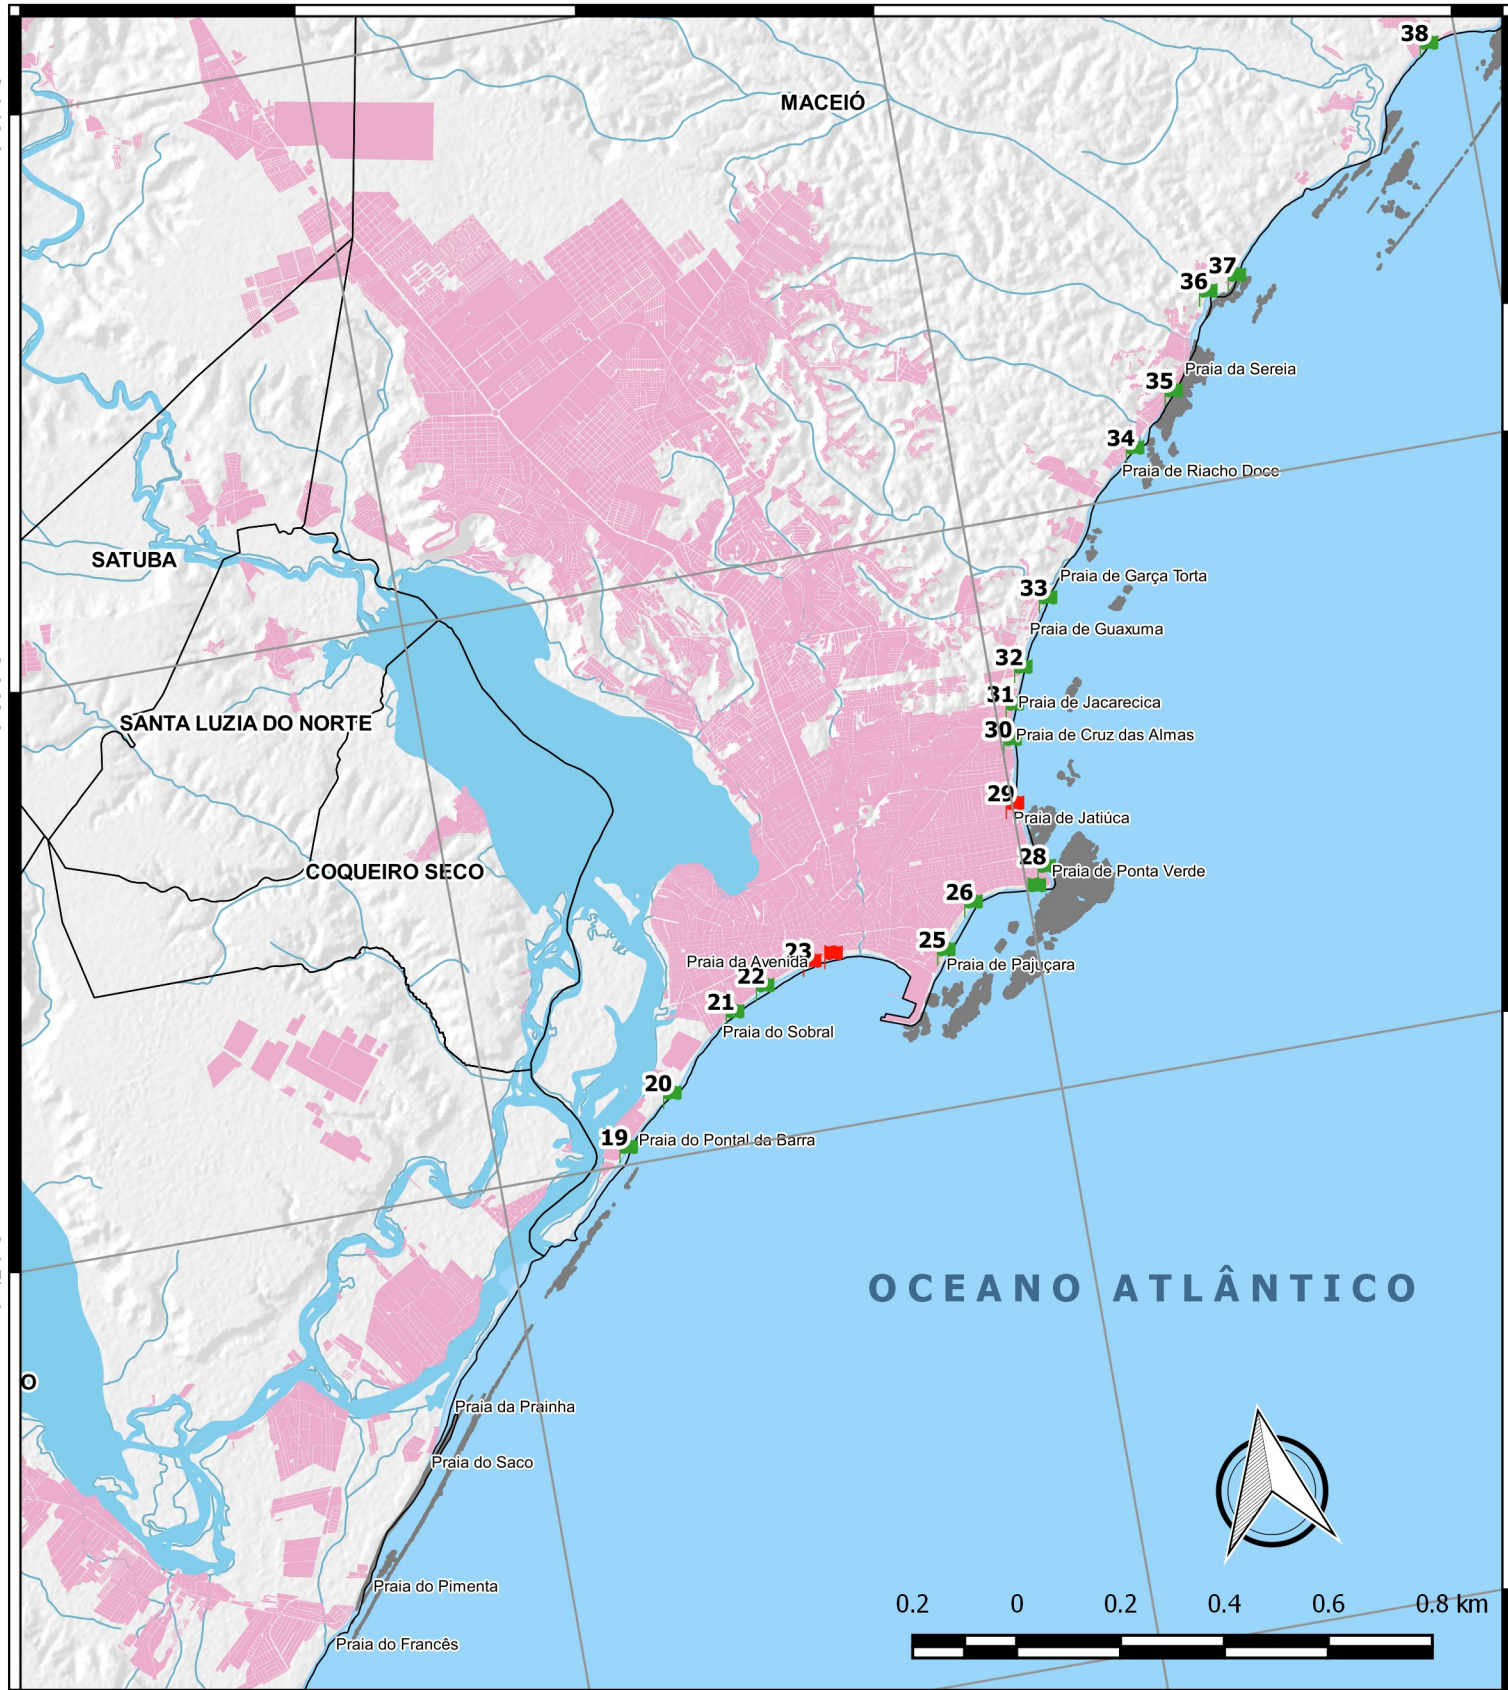 38
MACEIÓ
37
36
Praia da Sereia
35
34
Praia de Riacho Doce
SATUBA
Praia de Garça Torta
33
Praia de Guaxuma
32
31
Praia de Jacarecica
SANTA LUZIA DO NORTE
30
Praia de Cruz das Almas
29
Praia de Jatiúca
28
COQUEIRO SECO
Praia de Ponta Verde
26
25
23
Praia da Avenida
Praia de Pajuçara
22
21
Praia do Sobral
20
19
Praia do Pontal da Barra
OCEANO ATLÂNTICO
O
Praia da Prainha
Praia do Saco
Praia do Pimenta
0.2 0 0.2 0.4 0.6 0.8 km
Praia do Francês